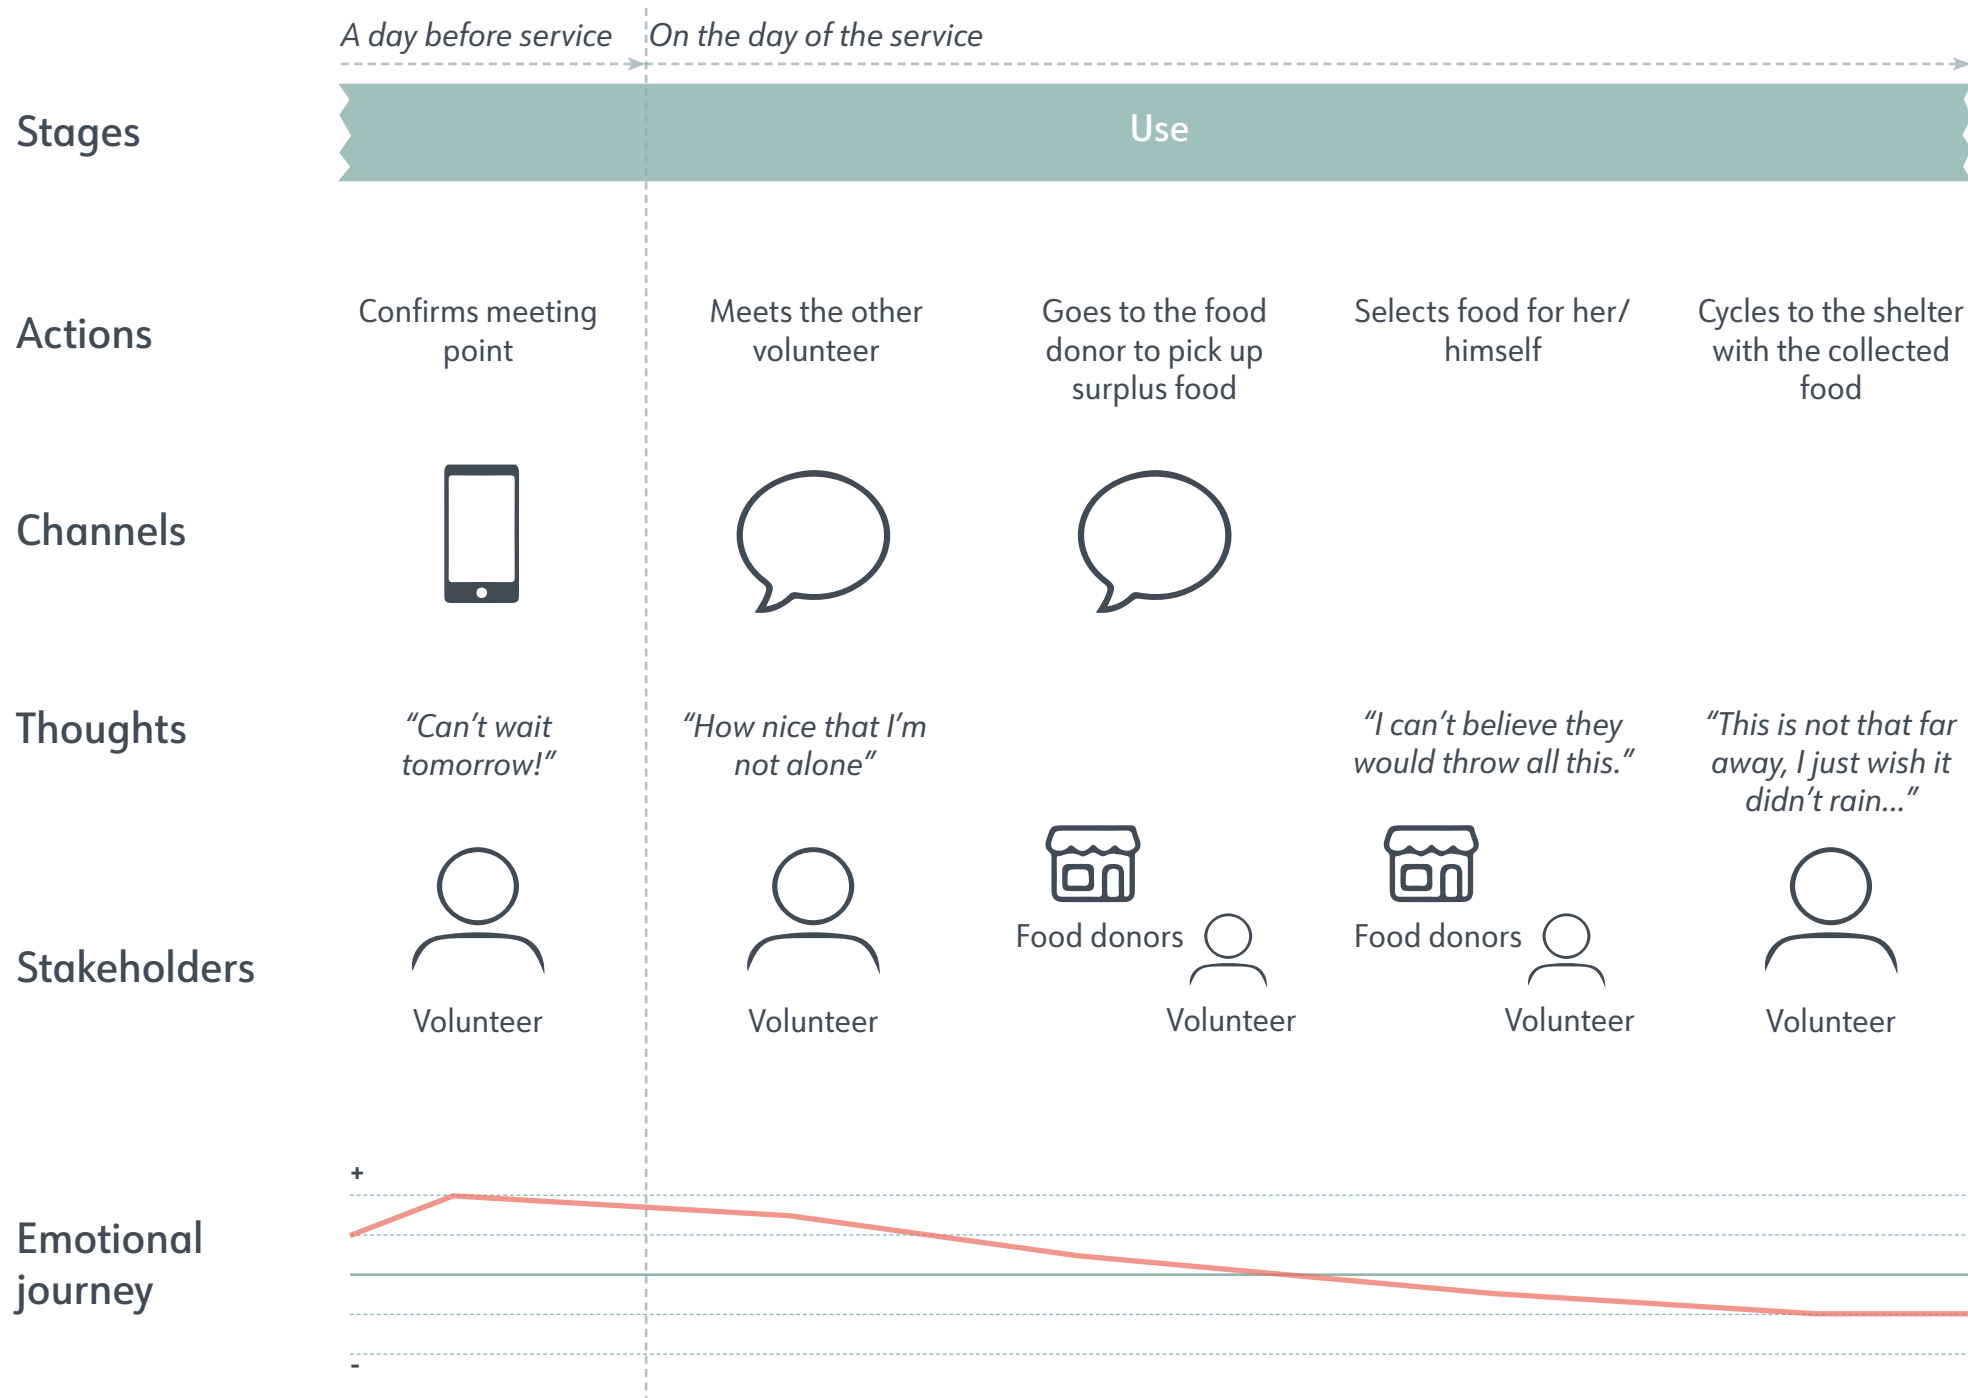 A day before service
On the day of the service
Stages
Use
Actions
Confirms meeting
point
Meets the other
volunteer
Goes to the food
donor to pick up
surplus food
Selects food for her/
himself
Cycles to the shelter
with the collected
food
Channels
Thoughts
“Can’t wait
tomorrow!”
“How nice that I’m
not alone”
“I can’t believe they
would throw all this.”
“This is not that far
away, I just wish it
didn’t rain...”
Stakeholders
Volunteer
Volunteer
Food donors
Volunteer
Food donors
Volunteer
Volunteer
Emotional
journey
+
-